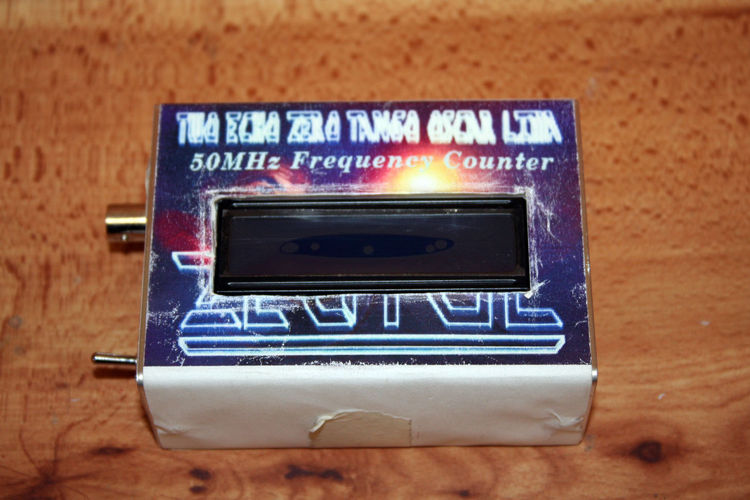 TWO ECHO ZERO TANGO OSCAR LIMA
50MHz Frequency Counter